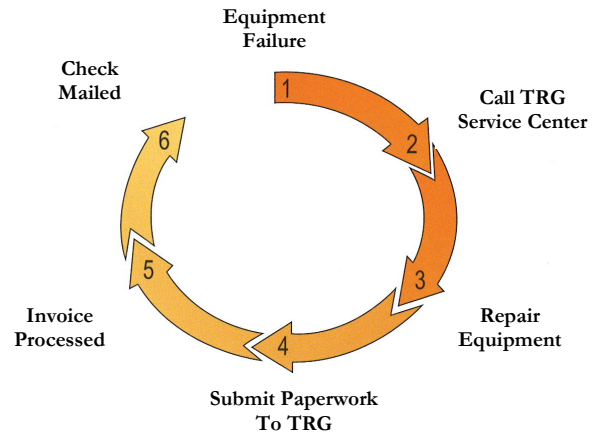 Equipment
Failure
1
Call TRG
Service Center
2
Repair
Equipment
3
Submit Paperwork
To TRG
4
Invoice
Processed
5
Check
Mailed
6